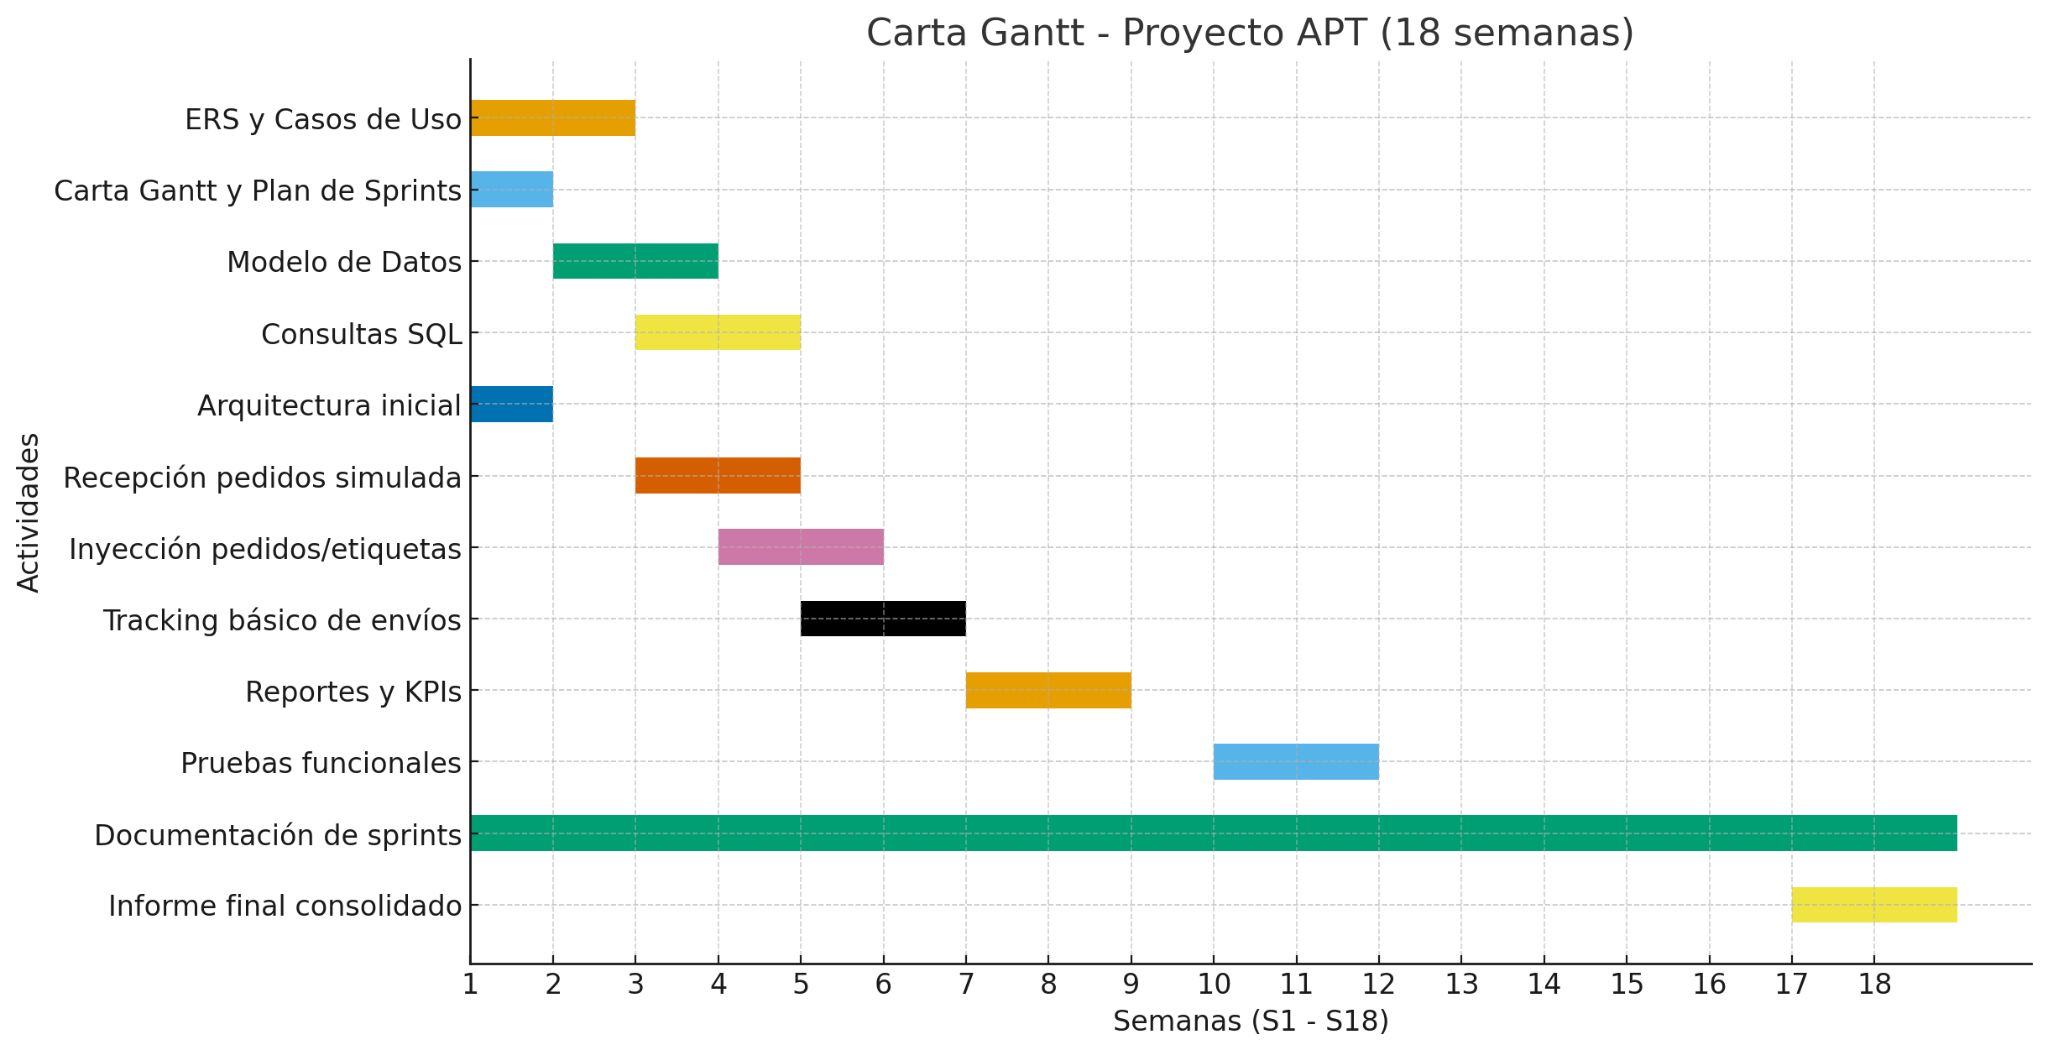 Carta Gantt - Proyecto APT (18 semanas)
Actividades
ERS y Casos de Uso
Carta Gantt y Plan de Sprints
Modelo de Datos
Consultas SQL
Arquitectura inicial
Recepción pedidos simulada
Inyección pedidos/etiquetas
Tracking básico de envíos
Reportes y KPIs
Pruebas funcionales
Documentación de sprints
Informe final consolidado
1 2 3 4 5 6 7 8 9 10 11 12 13 14 15 16 17 18
Semanas (S1 - S18)